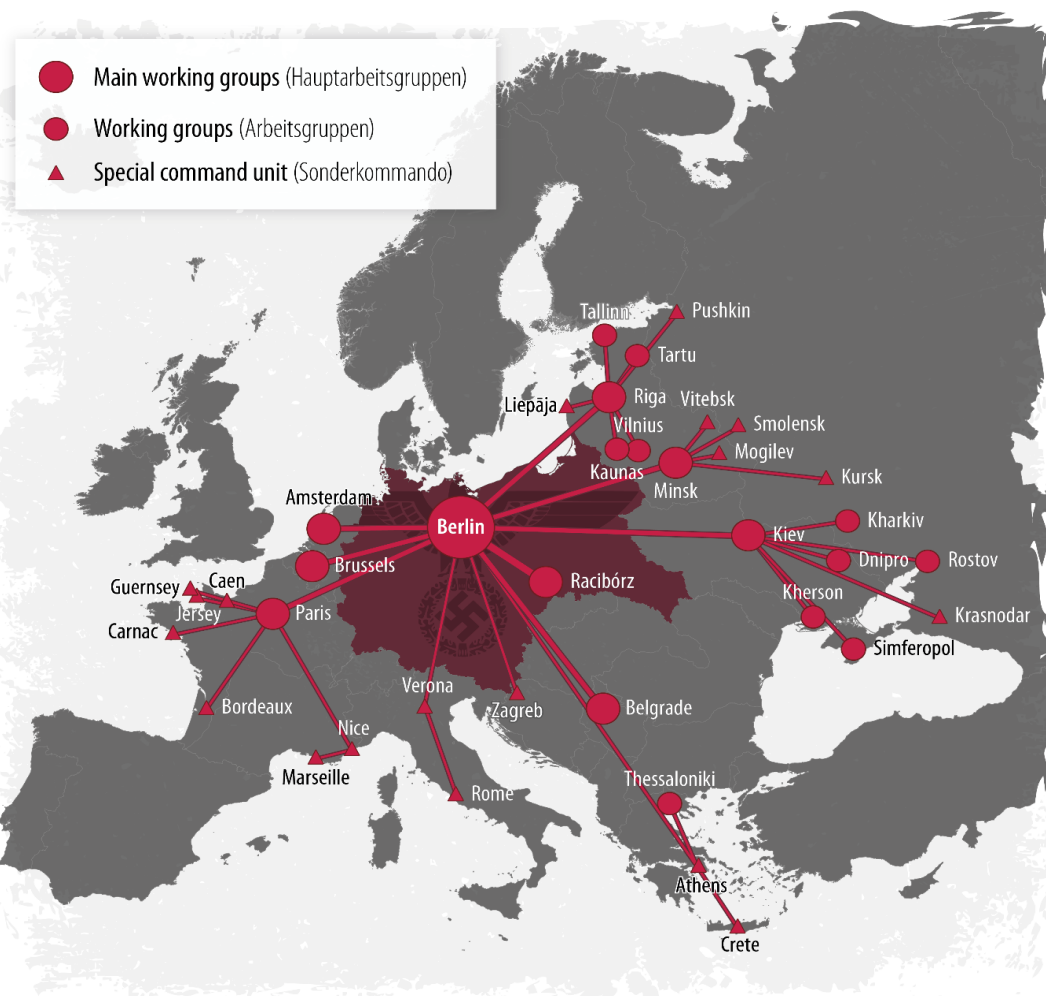 Main working groups (Hauptarbeitsgruppen)
Working groups (Arbeitsgruppen)
Special command unit (Sonderkommando)
Tallinn
Pushkin
Tartu
Riga
Liepāja
Vitebsk
Vilnius
Smolensk
Mogilev
Kaunas
Minsk
Kursk
Amsterdam
Berlin
Kharkiv
Kiev
Brussels
Dnipro
Rostov
Racibórz
Guernsey
Caen
Kherson
Jersey
Paris
Krasnodar
Carnac
Simferopol
Verona
Bordeaux
Zagreb
Belgrade
Nice
Marseille
Thessaloniki
Rome
Athens
Crete